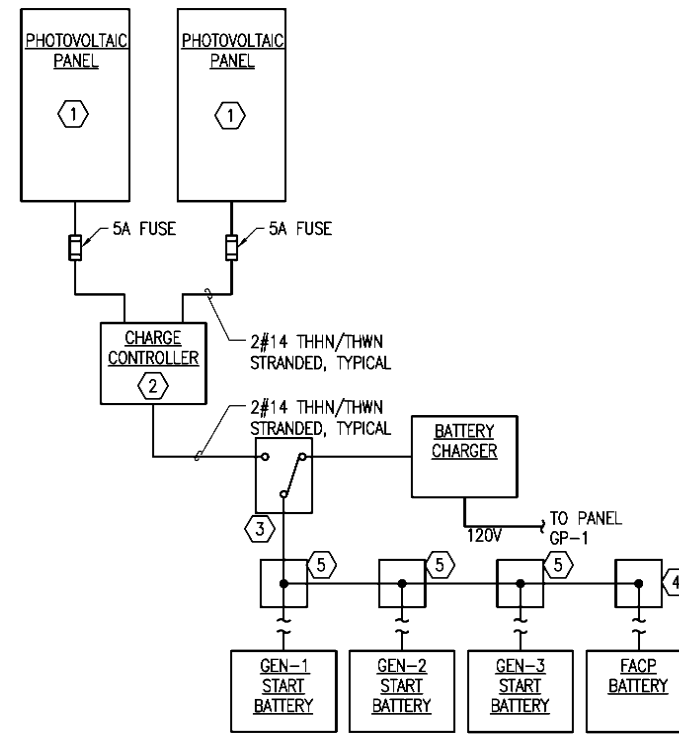 PHOTOVOLTAIC
PANEL
1
PHOTOVOLTAIC
PANEL
1
5A FUSE
5A FUSE
CHARGE
CONTROLLER
2
2#14 THHN/THWN
STRANDED, TYPICAL
2#14 THHN/THWN
STRANDED, TYPICAL
BATTERY
CHARGER
3
120V
TO PANEL
GP-1
5
5
5
4
GEN-1
START
BATTERY
GEN-2
START
BATTERY
GEN-3
START
BATTERY
FACP
BATTERY